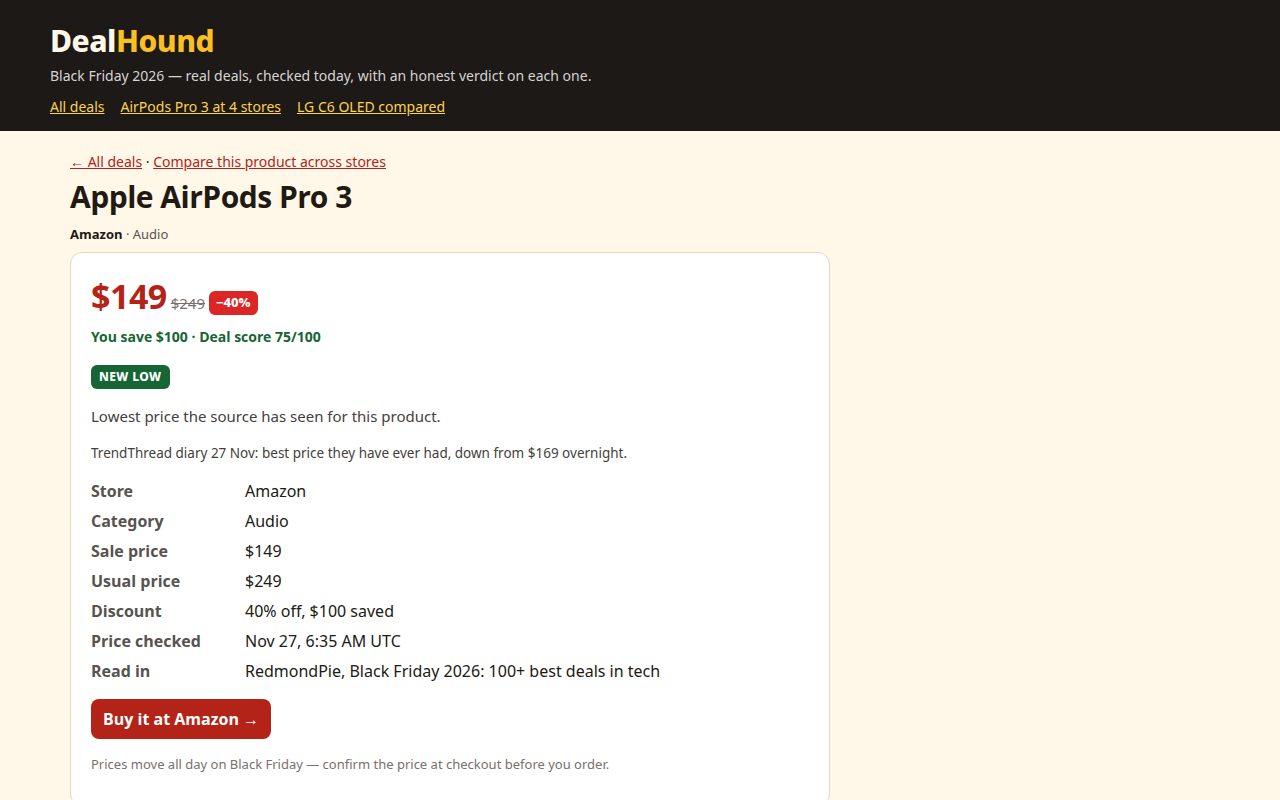 DealHound
Black Friday 2026 — real deals, checked today, with an honest verdict on each one.
All deals AirPods Pro 3 at 4 stores LG C6 OLED compared
← All deals · Compare this product across stores
Apple AirPods Pro 3
Amazon · Audio
$149 $249 −40%
You save $100 · Deal score 75/100
NEW LOW
Lowest price the source has seen for this product.
TrendThread diary 27 Nov: best price they have ever had, down from $169 overnight.
Store Amazon
Category Audio
Sale price $149
Usual price $249
Discount 40% off, $100 saved
Price checked Nov 27, 6:35 AM UTC
Read in RedmondPie, Black Friday 2026: 100+ best deals in tech
Buy it at Amazon →
Prices move all day on Black Friday — confirm the price at checkout before you order.